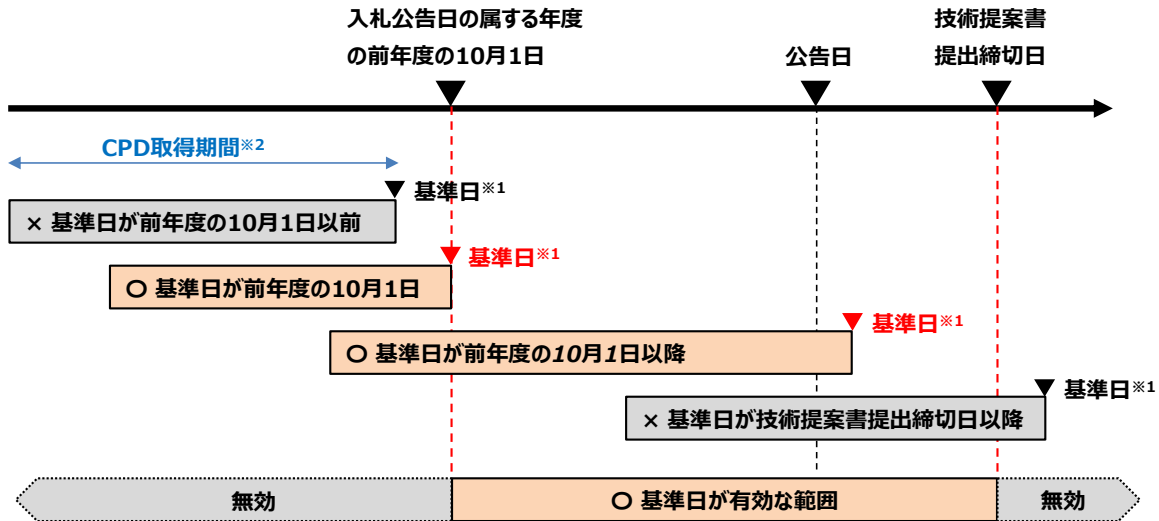 入札公告日の属する年度
の前年度の10月1日
公告日
技術提案書
提出締切日
CPD取得期間※2
基準日※1
× 基準日が前年度の10月1日以前
基準日※1
〇 基準日が前年度の10月1日
基準日※1
〇 基準日が前年度の10月1日以降
基準日※1
× 基準日が技術提案書提出締切日以降
無効
〇 基準日が有効な範囲
無効